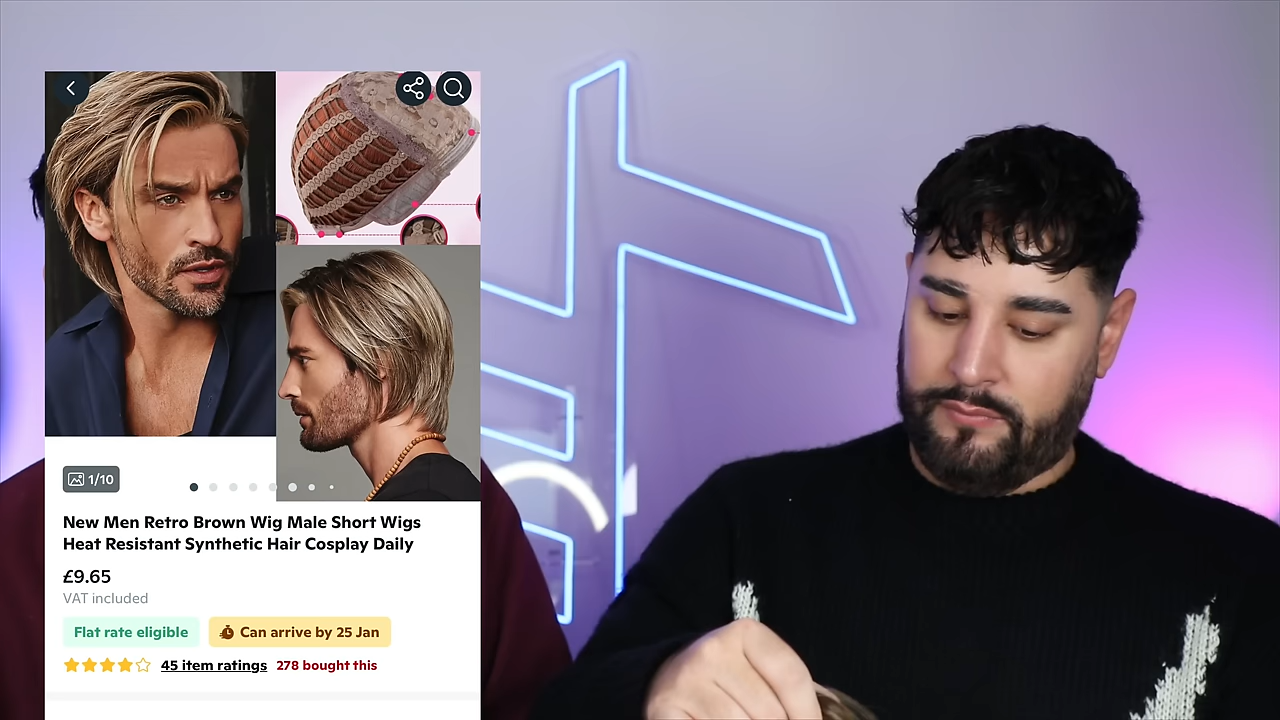 1/10
New Men Retro Brown Wig Male Short Wigs
Heat Resistant Synthetic Hair Cosplay Daily
£9.65
VAT included
Flat rate eligible
Can arrive by 25 Jan
45 item ratings 278 bought this